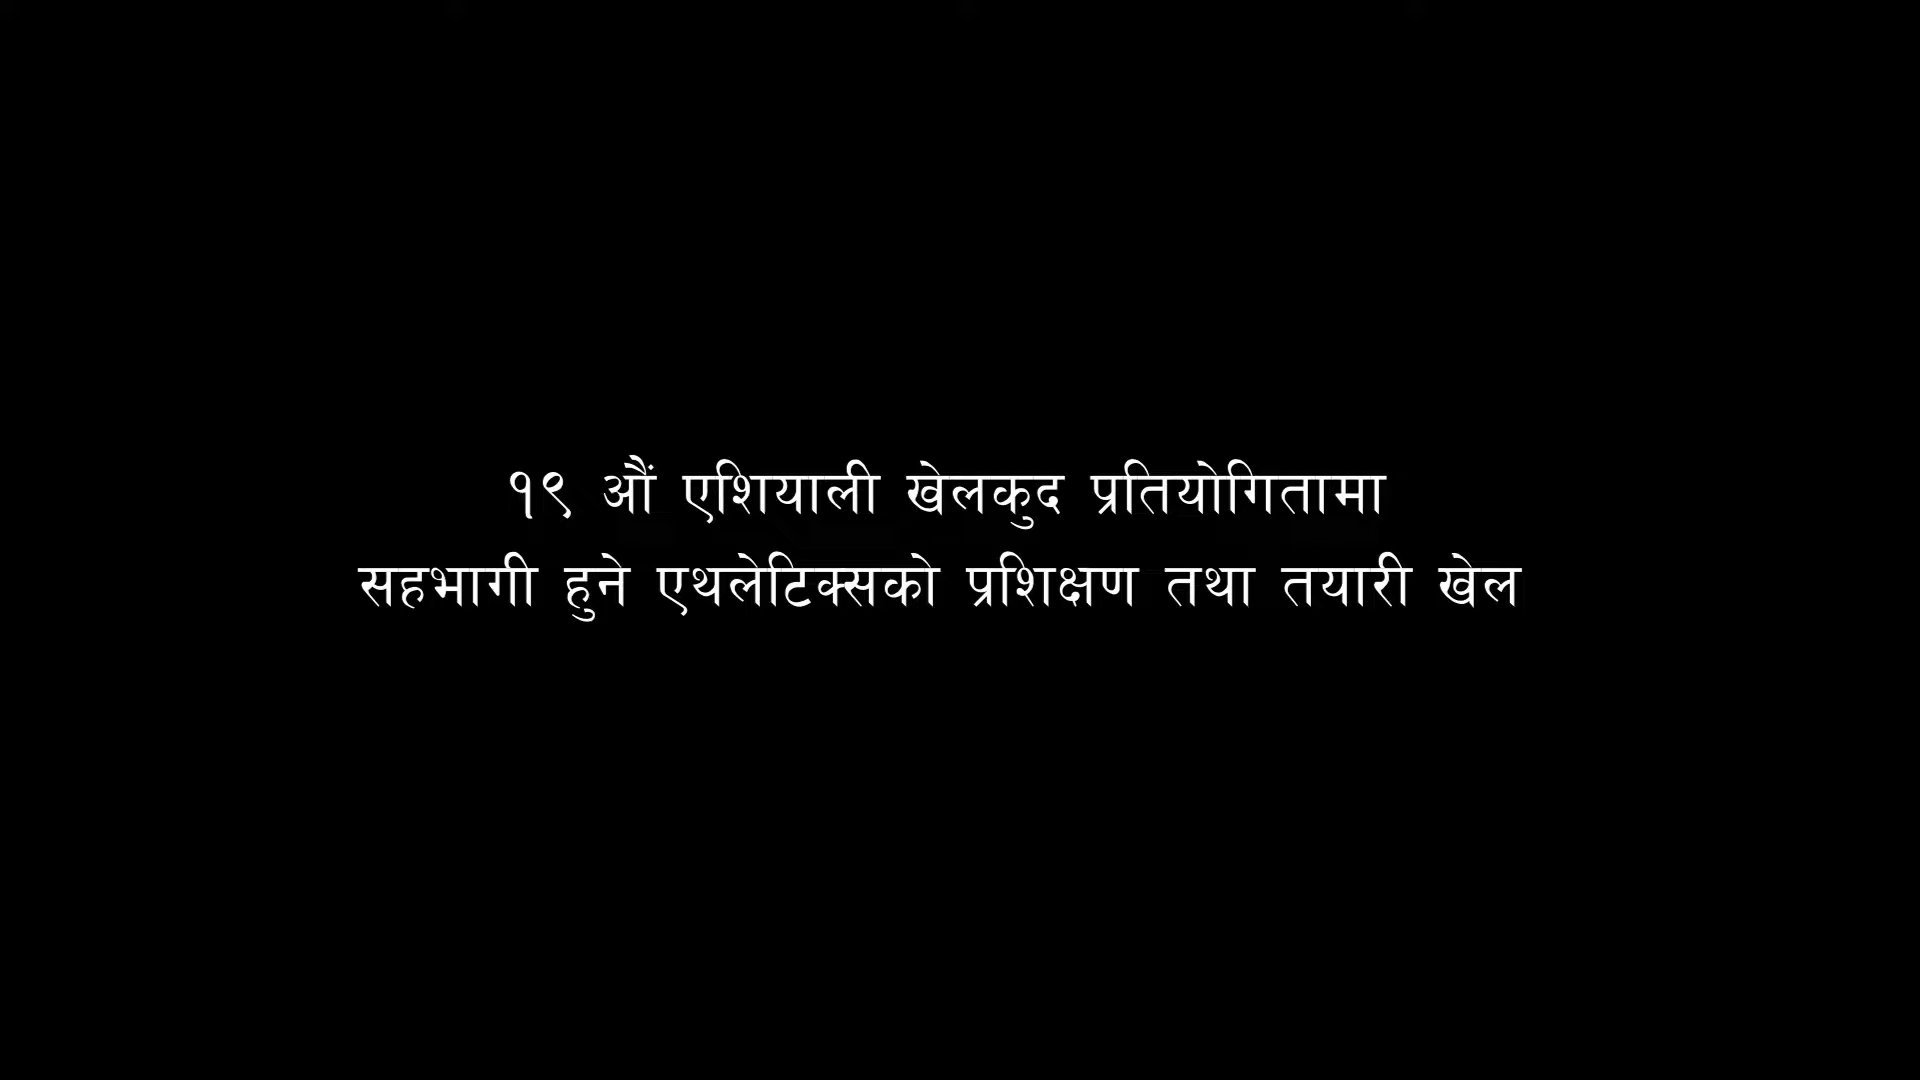 १९ औं एशियाली खेलकुद प्रतियोगितामा
सहभागी हुने एथलेटिक्सको प्रशिक्षण तथा तयारी खेल